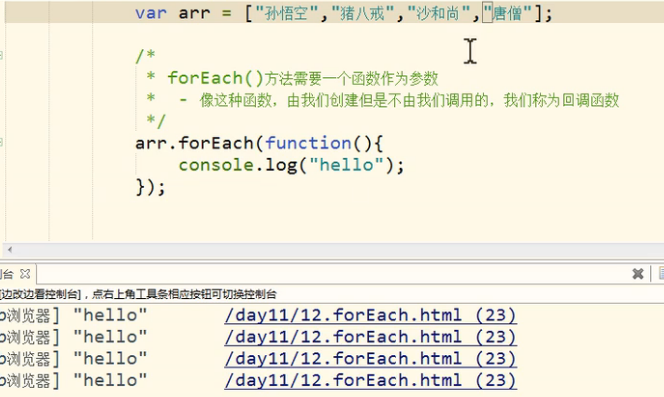 var arr = ["孙悟空","猪八戒","沙和尚","唐僧"];
/*
* forEach()方法需要一个函数作为参数
* - 像这种函数，由我们创建但是不由我们调用的，我们称为回调函数
*/
arr.forEach(function(){
console.log("hello");
});
台
[边改边看控制台]，点右上角工具条相应按钮可切换控制台
浏览器] "hello" /day11/12.forEach.html (23)
浏览器] "hello" /day11/12.forEach.html (23)
浏览器] "hello" /day11/12.forEach.html (23)
浏览器] "hello" /day11/12.forEach.html (23)